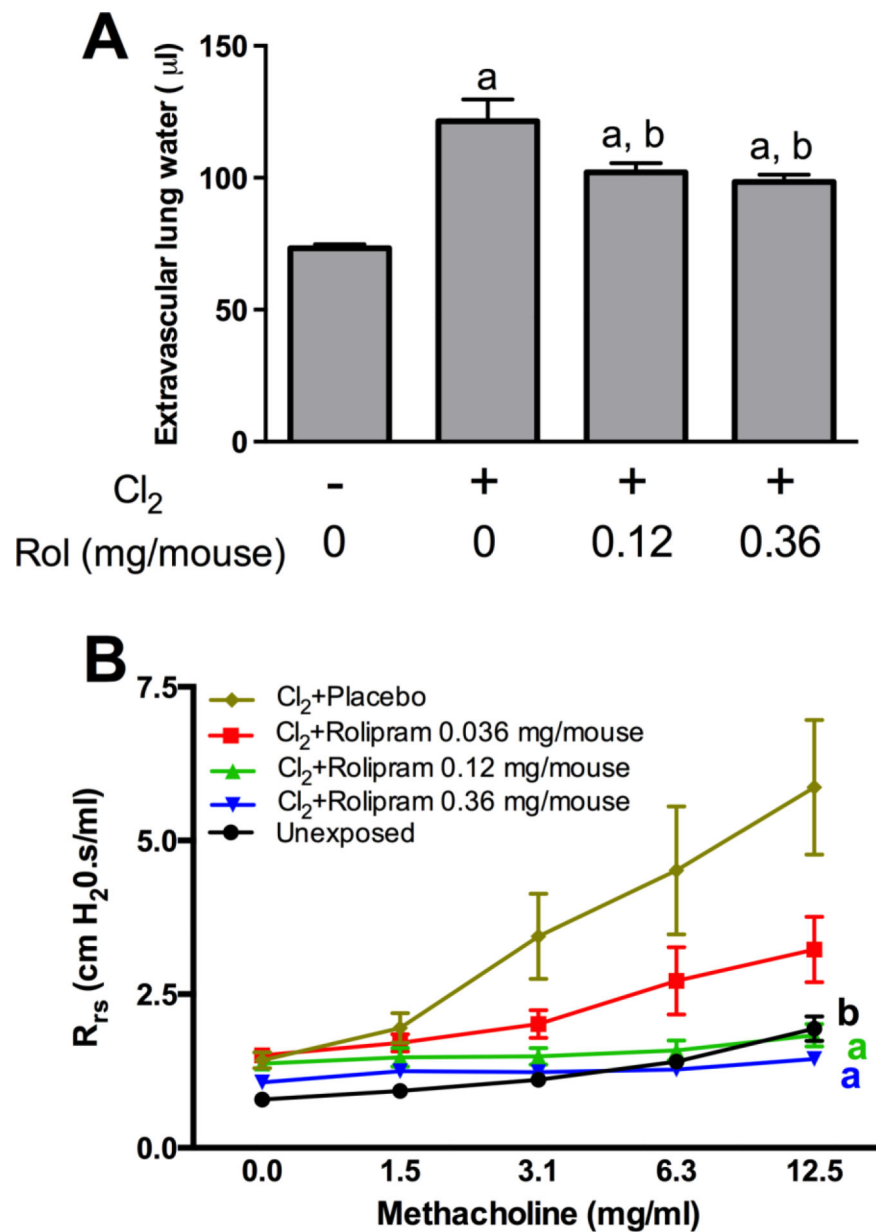 A
Extravascular lung water ( μl)
150
100
50
0
a
a, b
a, b
Cl₂ - + + +
Rol (mg/mouse) 0 0 0.12 0.36
B
Rrs (cm H₂0.s/ml)
7.5
5.0
2.5
0.0
Cl₂+Placebo
Cl₂+Rolipram 0.036 mg/mouse
Cl₂+Rolipram 0.12 mg/mouse
Cl₂+Rolipram 0.36 mg/mouse
Unexposed
b
a
a
0.0 1.5 3.1 6.3 12.5
Methacholine (mg/ml)